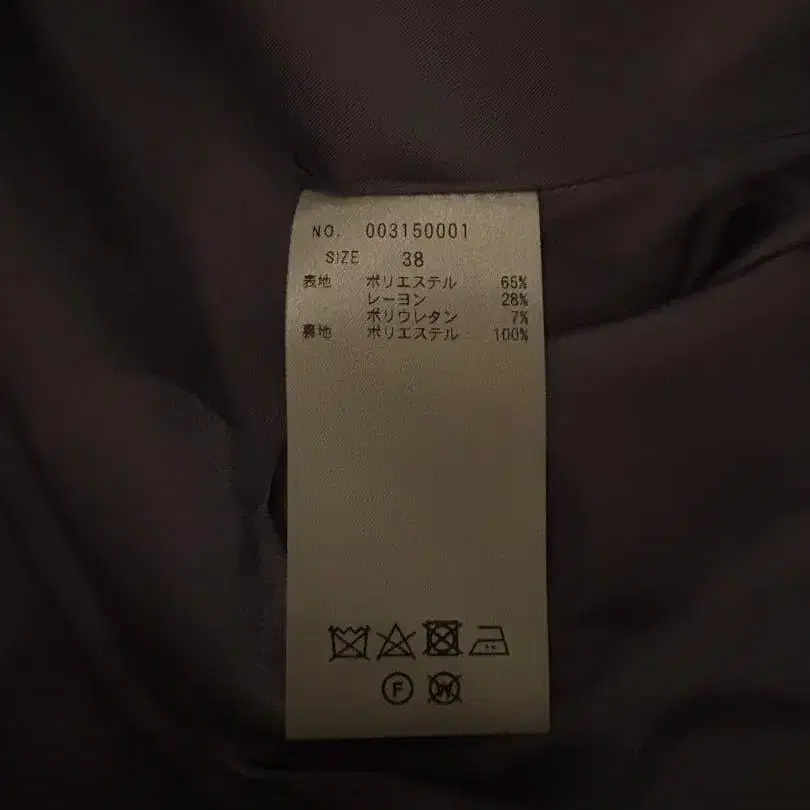 NO. 003150001
SIZE 38
表地 ポリエステル 65%
レーヨン 28%
ポリウレタン 7%
裏地 ポリエステル 100%
F W